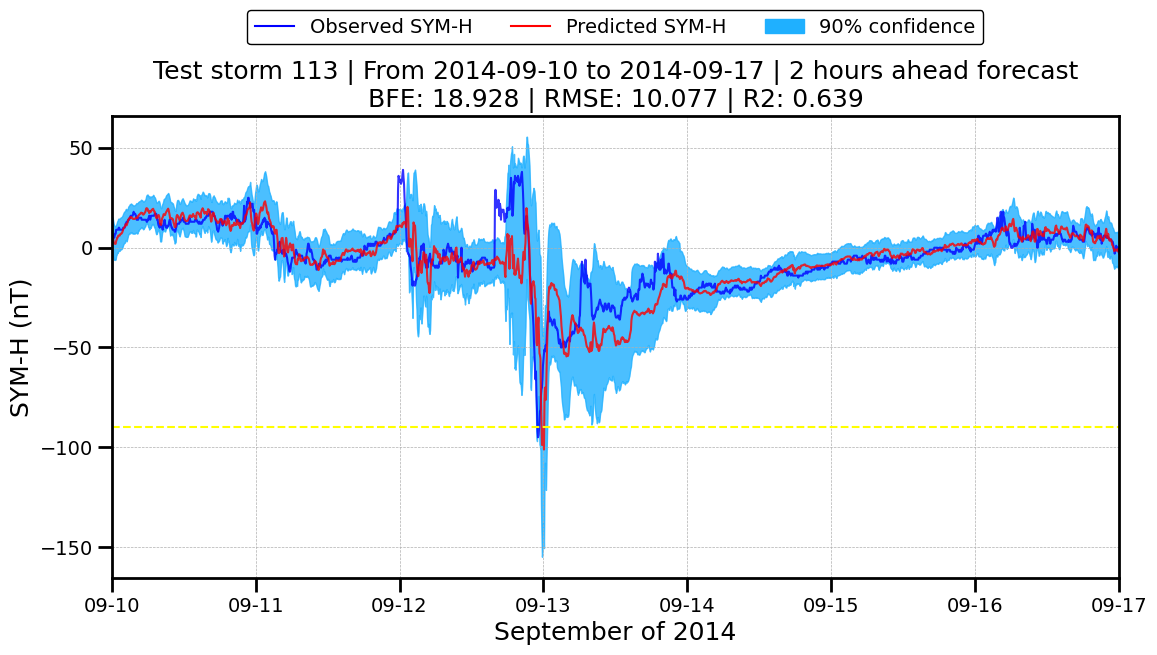 Observed SYM-H Predicted SYM-H 90% confidence
Test storm 113 | From 2014-09-10 to 2014-09-17 | 2 hours ahead forecast
BFE: 18.928 | RMSE: 10.077 | R2: 0.639
SYM-H (nT)
50
0
−50
−100
−150
09-10 09-11 09-12 09-13 09-14 09-15 09-16 09-17
September of 2014